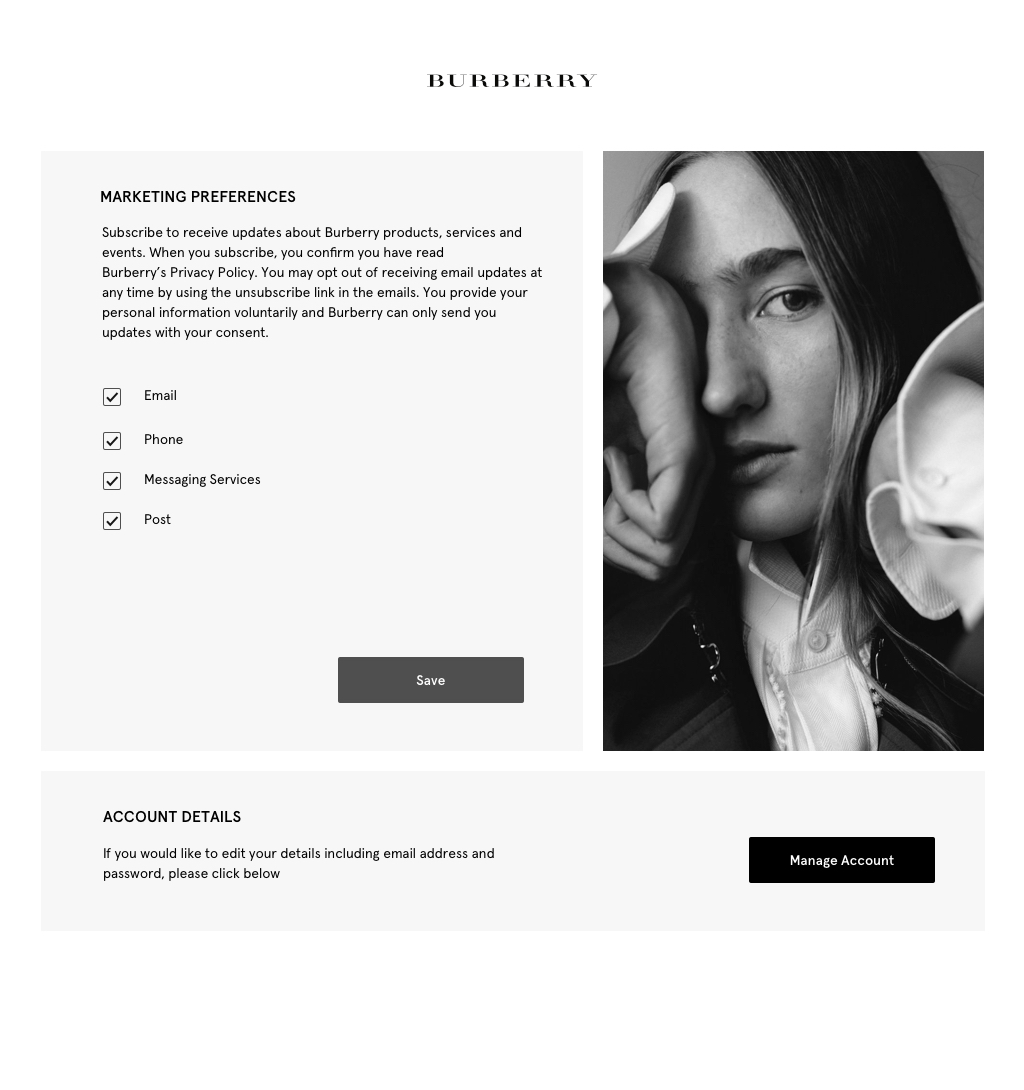 BURBERRY
MARKETING PREFERENCES
Subscribe to receive updates about Burberry products, services and
events. When you subscribe, you confirm you have read
Burberry’s Privacy Policy. You may opt out of receiving email updates at
any time by using the unsubscribe link in the emails. You provide your
personal information voluntarily and Burberry can only send you
updates with your consent.
Email
Phone
Messaging Services
Post
Save
ACCOUNT DETAILS
If you would like to edit your details including email address and
password, please click below
Manage Account